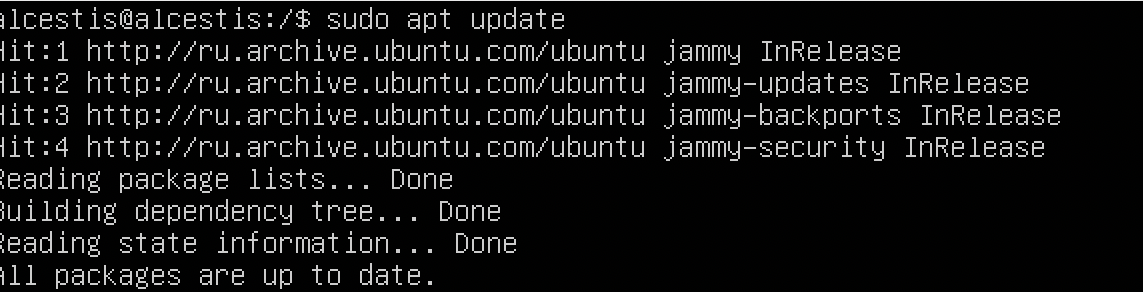 alcestis@alcestis:/$ sudo apt update
Hit:1 http://ru.archive.ubuntu.com/ubuntu jammy InRelease
Hit:2 http://ru.archive.ubuntu.com/ubuntu jammy-updates InRelease
Hit:3 http://ru.archive.ubuntu.com/ubuntu jammy-backports InRelease
Hit:4 http://ru.archive.ubuntu.com/ubuntu jammy-security InRelease
Reading package lists... Done
Building dependency tree... Done
Reading state information... Done
All packages are up to date.